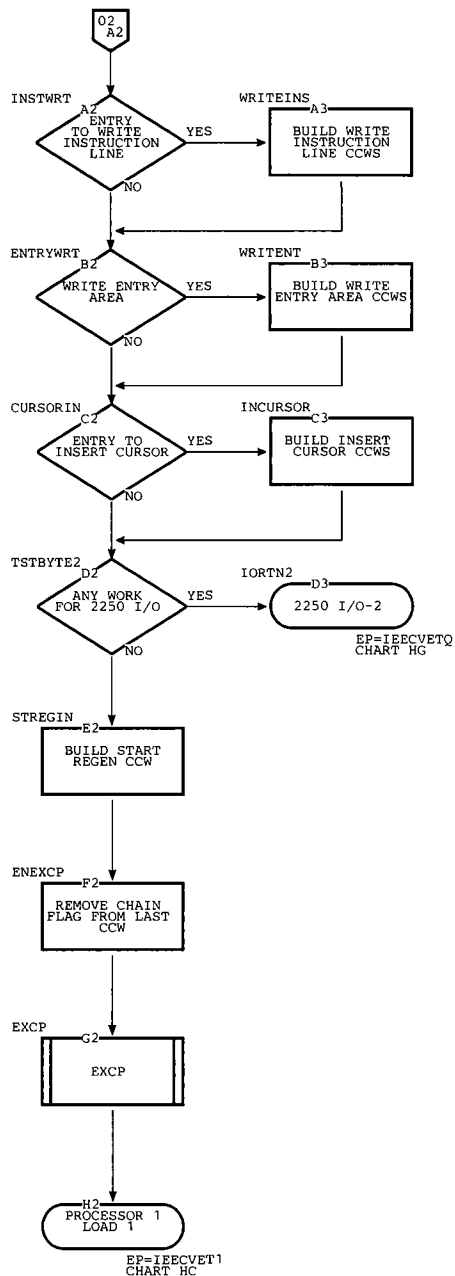 02
A2
INSTWRT
A2
ENTRY
TO WRITE
INSTRUCTION
LINE
YES
NO
WRITEINS
A3
BUILD WRITE
INSTRUCTION
LINE CCWS
ENTRYWRT
B2
WRITE ENTRY
AREA
YES
NO
WRITENT
B3
BUILD WRITE
ENTRY AREA CCWS
CURSORIN
C2
ENTRY TO
INSERT CURSOR
YES
NO
INCURSOR
C3
BUILD INSERT
CURSOR CCWS
TSTBYTE2
D2
ANY WORK
FOR 2250 I/O
YES
NO
IORTN2
D3
2250 I/O-2
EP=IEECVETQ
CHART HG
STREGIN
E2
BUILD START
REGEN CCW
ENEXCP
F2
REMOVE CHAIN
FLAG FROM LAST
CCW
EXCP
G2
EXCP
H2
PROCESSOR 1
LOAD 1
EP=IEECVET1
CHART HC